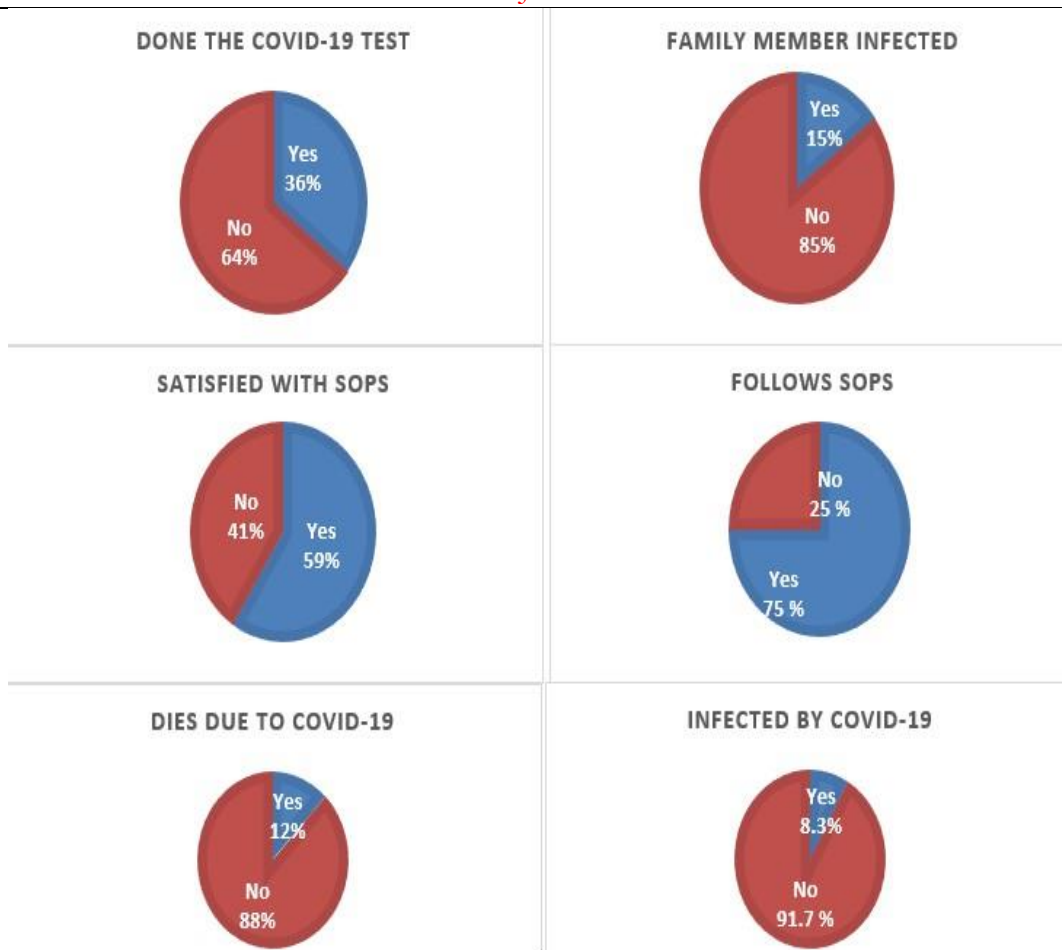 DONE THE COVID-19 TEST
Yes
36%
No
64%
FAMILY MEMBER INFECTED
Yes
15%
No
85%
SATISFIED WITH SOPS
No
41%
Yes
59%
FOLLOWS SOPS
No
25 %
Yes
75 %
DIES DUE TO COVID-19
Yes
12%
No
88%
INFECTED BY COVID-19
Yes
8.3%
No
91.7 %